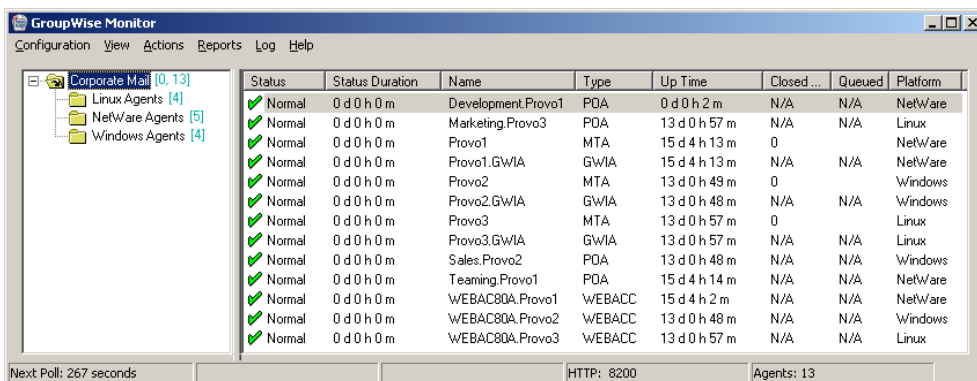 GroupWise Monitor
Configuration View Actions Reports Log Help
Corporate Mail [0, 13]
Linux Agents [4]
NetWare Agents [5]
Windows Agents [4]
Status Status Duration Name Type Up Time Closed ... Queued Platform
Normal 0 d 0 h 0 m Development.Provo1 POA 0 d 0 h 2 m N/A N/A NetWare
Normal 0 d 0 h 0 m Marketing.Provo3 POA 13 d 0 h 57 m N/A N/A Linux
Normal 0 d 0 h 0 m Provo1 MTA 15 d 4 h 13 m 0 NetWare
Normal 0 d 0 h 0 m Provo1.GWIA GWIA 15 d 4 h 13 m N/A N/A NetWare
Normal 0 d 0 h 0 m Provo2 MTA 13 d 0 h 49 m 0 Windows
Normal 0 d 0 h 0 m Provo2.GWIA GWIA 13 d 0 h 48 m N/A N/A Windows
Normal 0 d 0 h 0 m Provo3 MTA 13 d 0 h 57 m 0 Linux
Normal 0 d 0 h 0 m Provo3.GWIA GWIA 13 d 0 h 57 m N/A N/A Linux
Normal 0 d 0 h 0 m Sales.Provo2 POA 13 d 0 h 48 m N/A N/A Windows
Normal 0 d 0 h 0 m Teaming.Provo1 POA 15 d 4 h 14 m N/A N/A NetWare
Normal 0 d 0 h 0 m WEBAC80A.Provo1 WEBACC 15 d 4 h 2 m N/A N/A NetWare
Normal 0 d 0 h 0 m WEBAC80A.Provo2 WEBACC 13 d 0 h 48 m N/A N/A Windows
Normal 0 d 0 h 0 m WEBAC80A.Provo3 WEBACC 13 d 0 h 57 m N/A N/A Linux
Next Poll: 267 seconds HTTP: 8200 Agents: 13